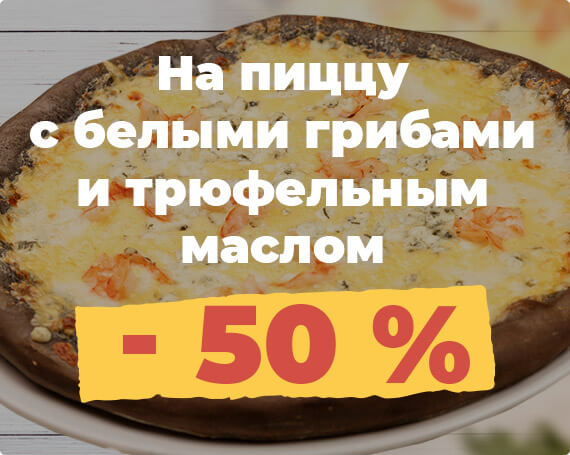 На пиццу
с белыми грибами
и трюфельным
маслом
- 50 %